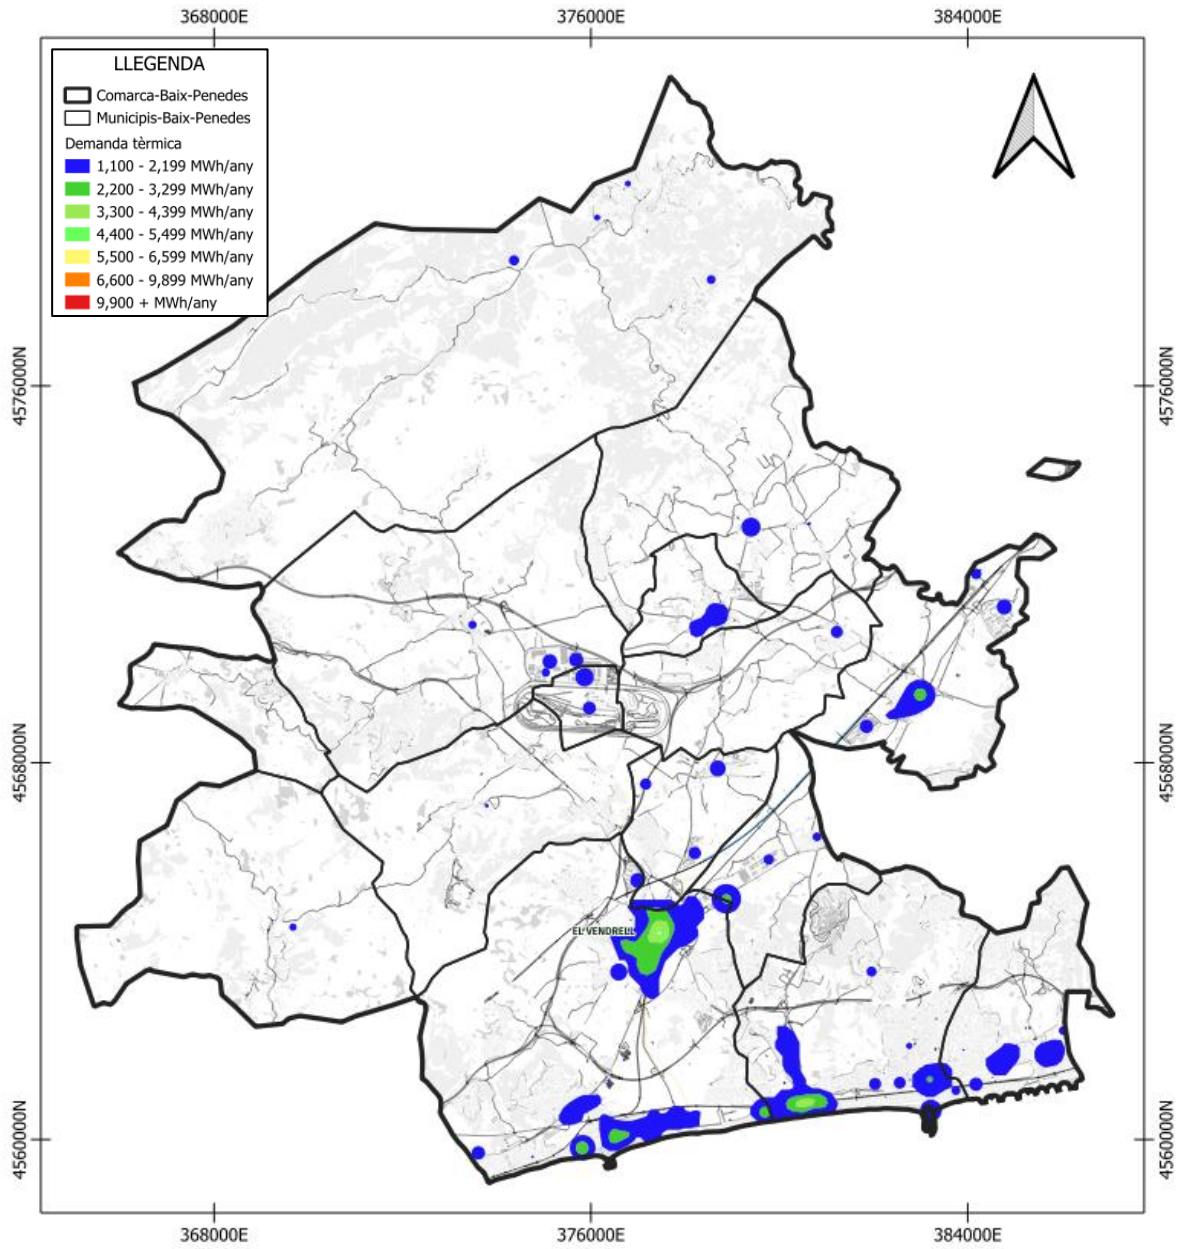 368000E 376000E 384000E
LLEGENDA
Comarca-Baix-Penedes
Municipis-Baix-Penedes
Demanda tèrmica
1,100 - 2,199 MWh/any
2,200 - 3,299 MWh/any
3,300 - 4,399 MWh/any
4,400 - 5,499 MWh/any
5,500 - 6,599 MWh/any
6,600 - 9,899 MWh/any
9,900 + MWh/any
4576000N 4576000N
4568000N 4568000N
EL VENDRELL
4560000N 4560000N
368000E 376000E 384000E